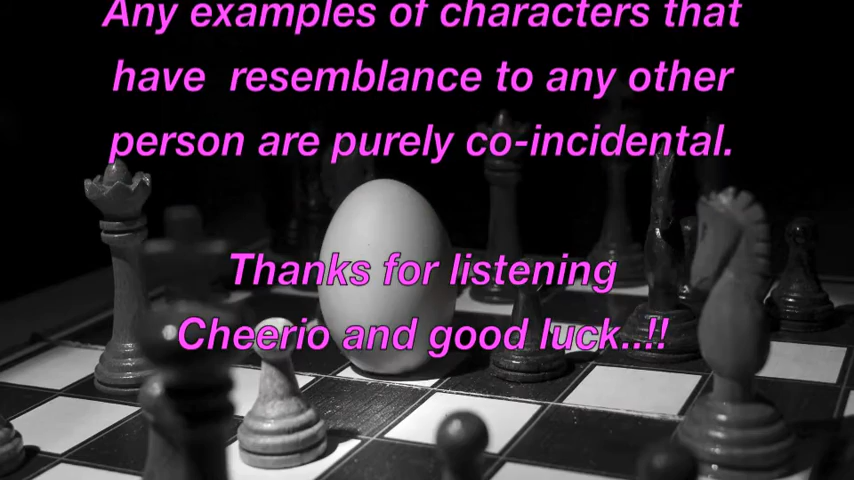 Any examples of characters that
have  resemblance to any other
person are purely co-incidental.
Thanks for listening
Cheerio and good luck..!!